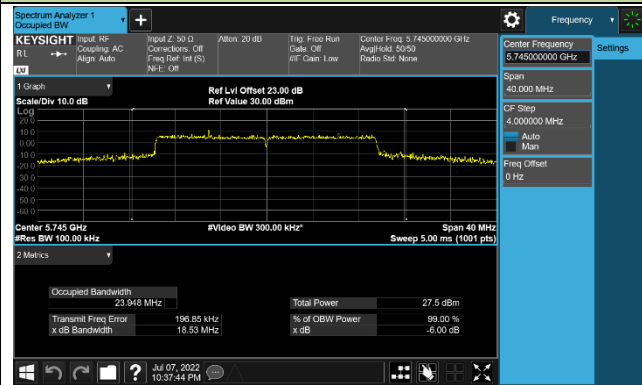 Spectrum Analyzer 1
Occupied BW
Frequency
KEYSIGHT
RL
LXI
Input: RF
Coupling: AC
Align: Auto
Input Z: 50 Ω
Corrections: Off
Freq Ref: Int (S)
NFE: Off
Atten: 20 dB
Trig: Free Run
Gate: Off
#IF Gain: Low
Center Freq: 5.745000000 GHz
Avg|Hold: 50/50
Radio Std: None
Center Frequency
5.745000000 GHz
Settings
Span
40.000 MHz
CF Step
4.000000 MHz
Auto
Man
Freq Offset
0 Hz
1 Graph
Scale/Div 10.0 dB
Ref Lvl Offset 23.00 dB
Ref Value 30.00 dBm
Log
20.0
10.0
0.00
-10.0
-20.0
-30.0
-40.0
-50.0
-60.0
Center 5.745 GHz
#Res BW 100.00 kHz
#Video BW 300.00 kHz*
Span 40 MHz
Sweep 5.00 ms (1001 pts)
2 Metrics
Occupied Bandwidth
23.948 MHz
Total Power 27.5 dBm
Transmit Freq Error 196.85 kHz
% of OBW Power 99.00 %
x dB Bandwidth 18.53 MHz
x dB -6.00 dB
?
Jul 07, 2022
10:37:44 PM